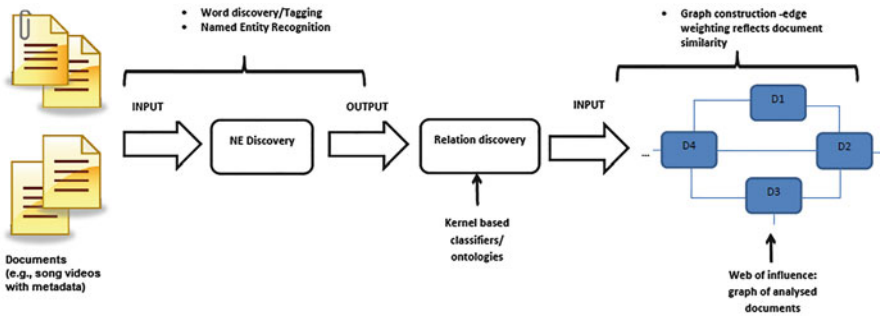 • Word discovery/Tagging
• Named Entity Recognition
• Graph construction -edge
weighting reflects document
similarity
INPUT
OUTPUT
INPUT
NE Discovery
Relation discovery
D1
D4
D2
D3
...
Kernel based
classifiers/
ontologies
Documents
(e.g., song videos
with metadata)
Web of influence:
graph of analysed
documents